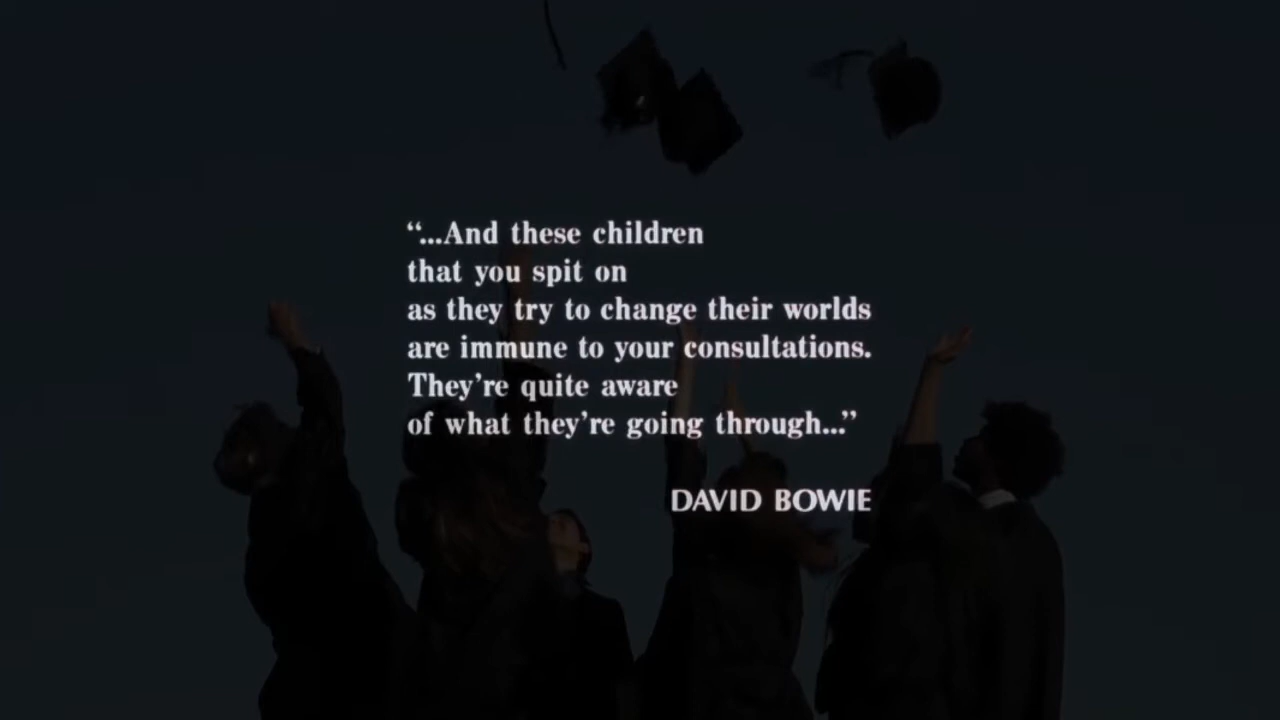 “...And these children
that you spit on
as they try to change their worlds
are immune to your consultations.
They’re quite aware
of what they’re going through...”
DAVID BOWIE